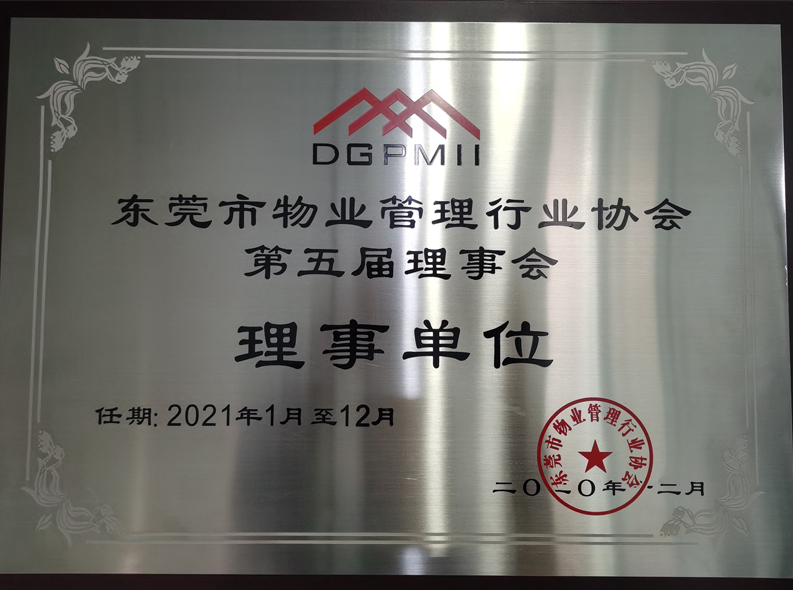 DGPMII
东莞市物业管理行业协会
第五届理事会
理事单位
任期: 2021年1月至12月
东莞市物业管理行业协会
二〇二〇年十二月